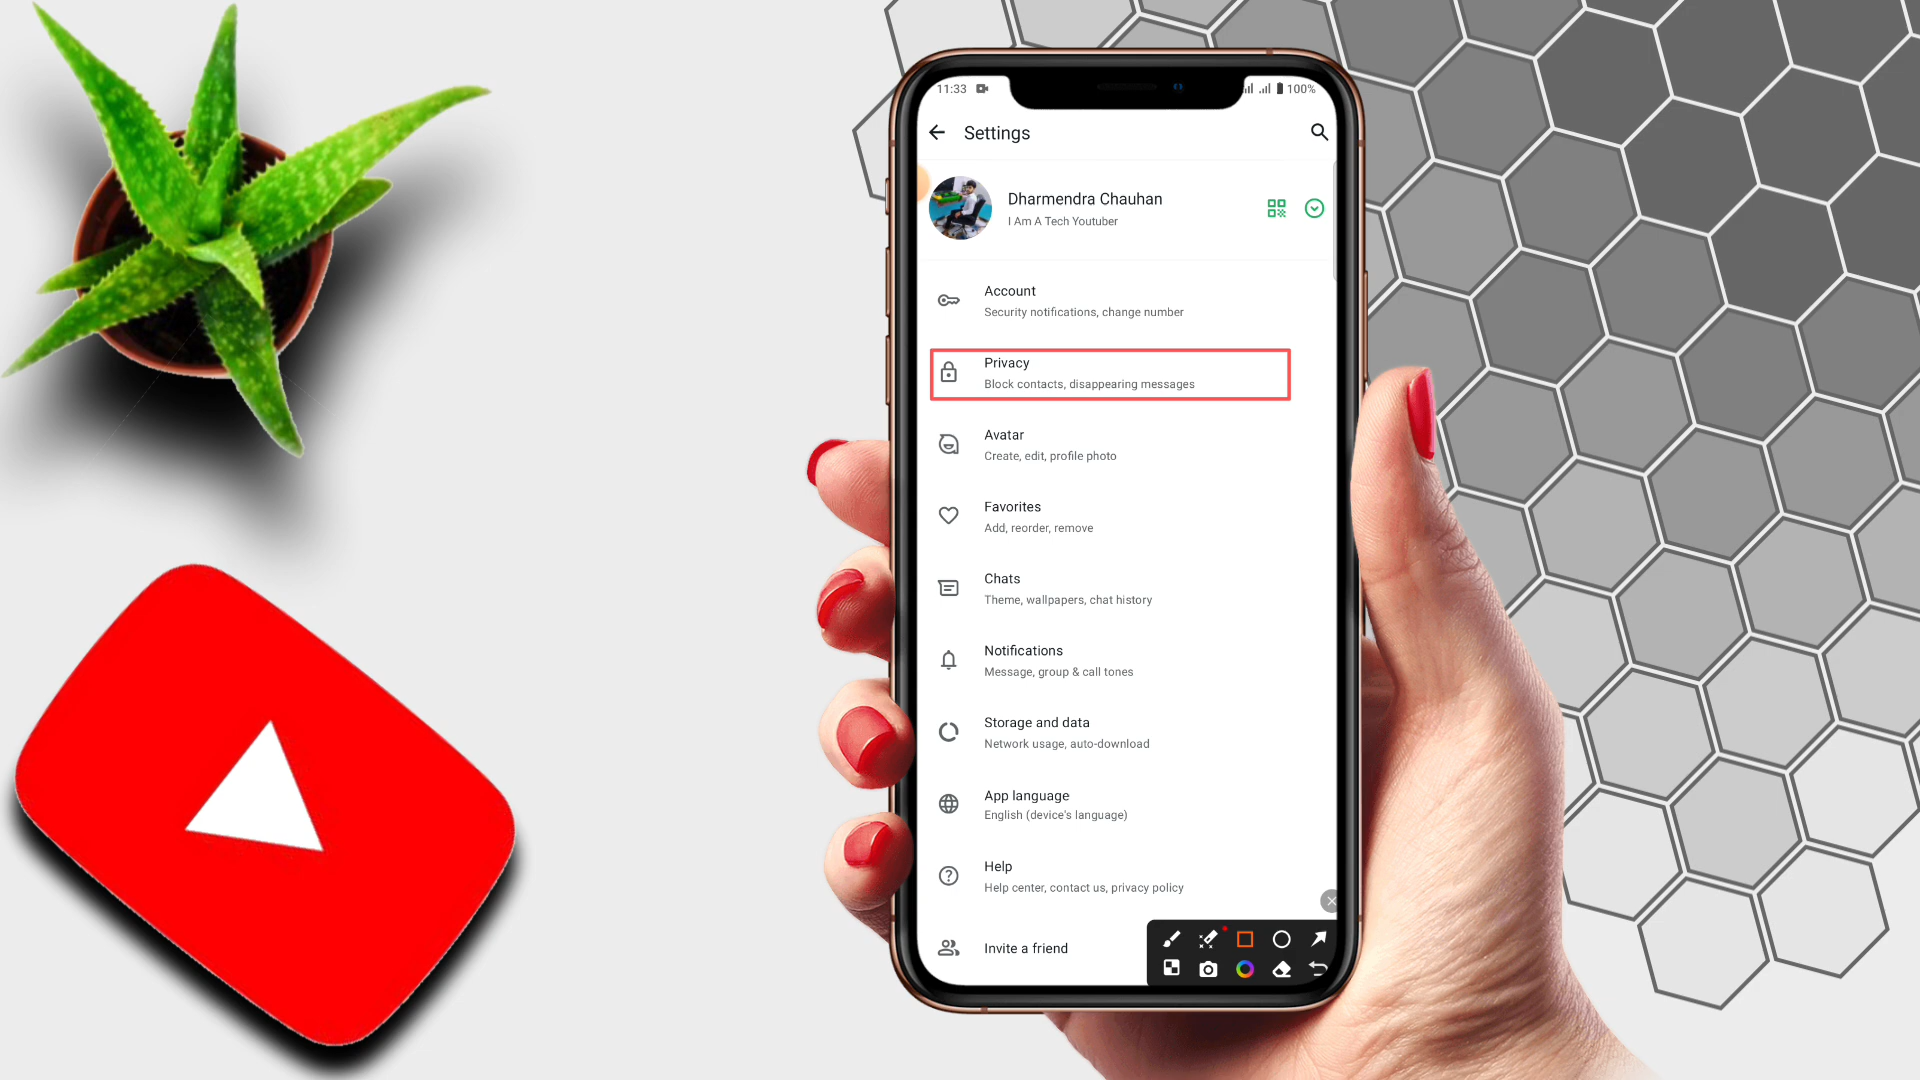 11:33
100%
Settings
Dharmendra Chauhan
I Am A Tech Youtuber
Account
Security notifications, change number
Privacy
Block contacts, disappearing messages
Avatar
Create, edit, profile photo
Favorites
Add, reorder, remove
Chats
Theme, wallpapers, chat history
Notifications
Message, group & call tones
Storage and data
Network usage, auto-download
App language
English (device's language)
Help
Help center, contact us, privacy policy
Invite a friend